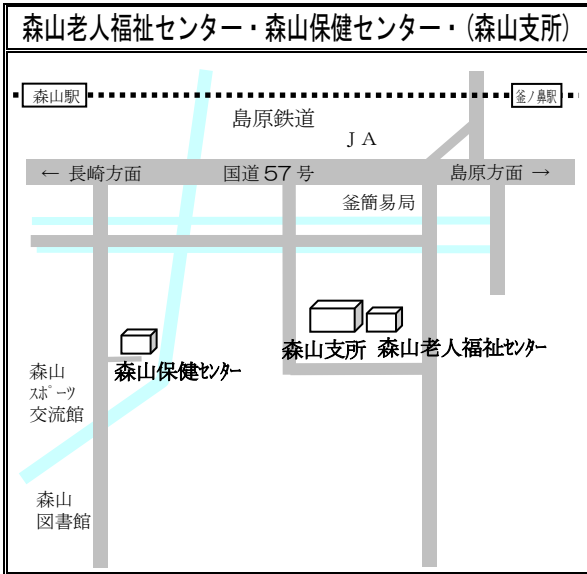 森山老人福祉センター・森山保健センター・(森山支所)
森山駅
釜ノ鼻駅
島原鉄道
JA
← 長崎方面
国道57号
島原方面 →
釜簡易局
森山支所
森山老人福祉センター
森山保健センター
森山
スポーツ
交流館
森山
図書館